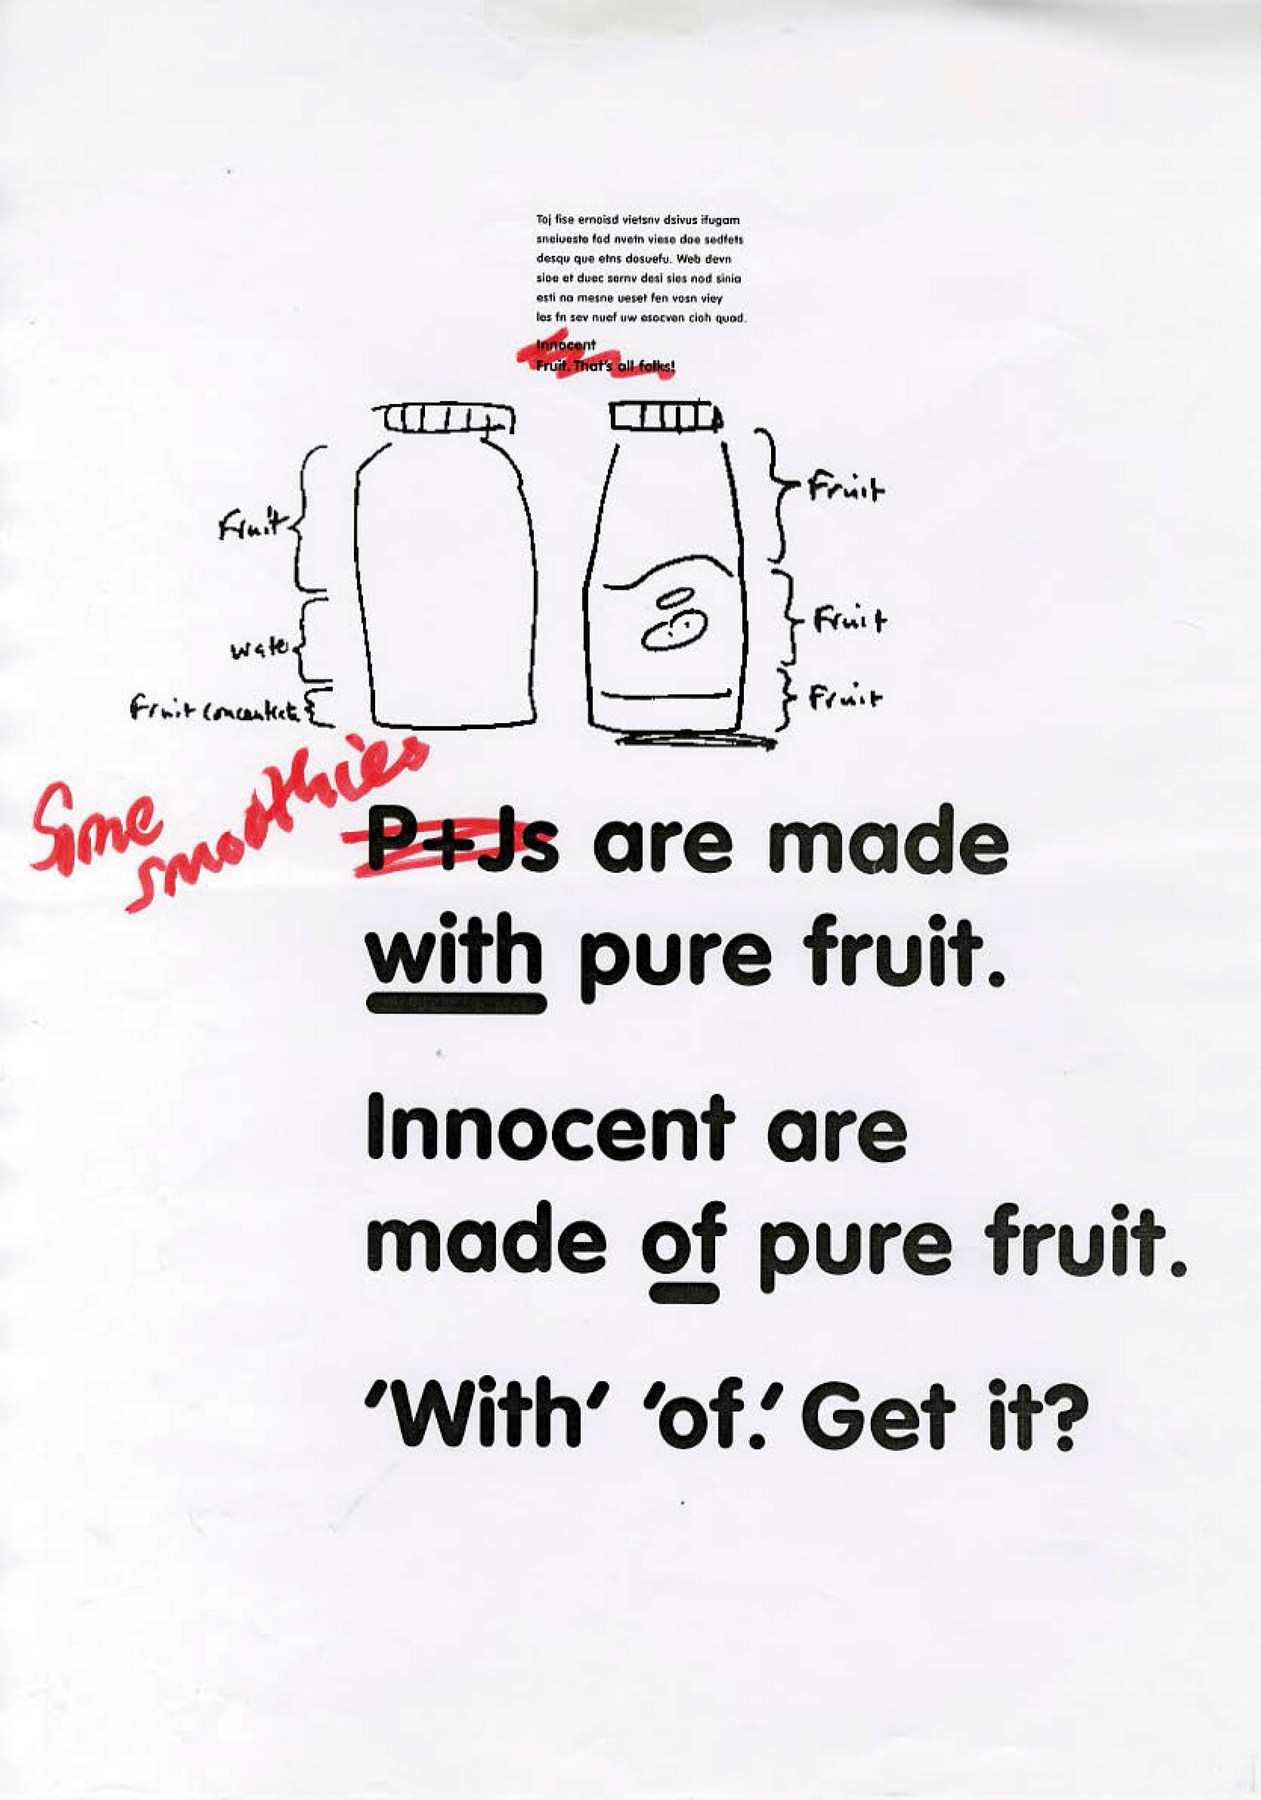 Toj fise ernoisd vietsnv dsivus ifugam
sneiueste fod nvetn viese dae sedfets
desqu que etns dosuefu. Web devn
sioe et duec sernv desl sies nod sinia
esti na mesne ueset fen vosn viey
les fn sev nuef uw esocven cioh quod.
Innocent
Fruit. That's all folks!
Fruit
water
Fruit concentrate
Fruit
Fruit
Fruit
Some
smoothies
P+Js are made
with pure fruit.
Innocent are
made of pure fruit.
'With' 'of.' Get it?